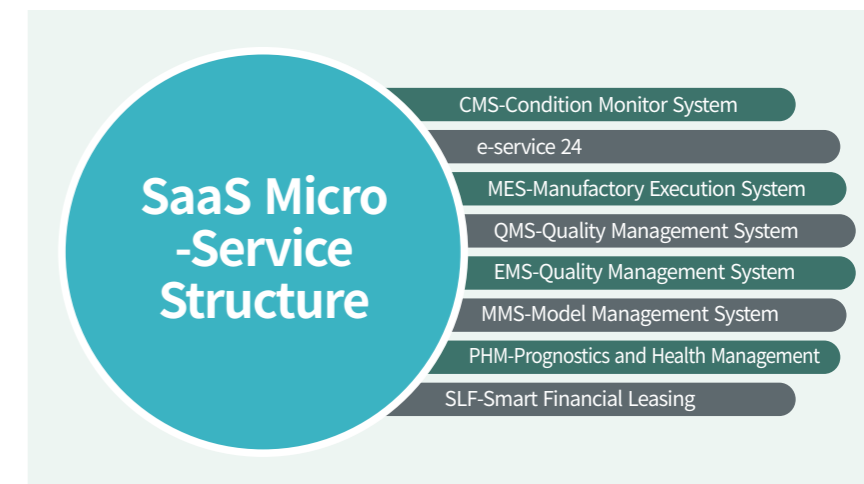 SaaS Micro
-Service
Structure
CMS-Condition Monitor System
e-service 24
MES-Manufactory Execution System
QMS-Quality Management System
EMS-Quality Management System
MMS-Model Management System
PHM-Prognostics and Health Management
SLF-Smart Financial Leasing